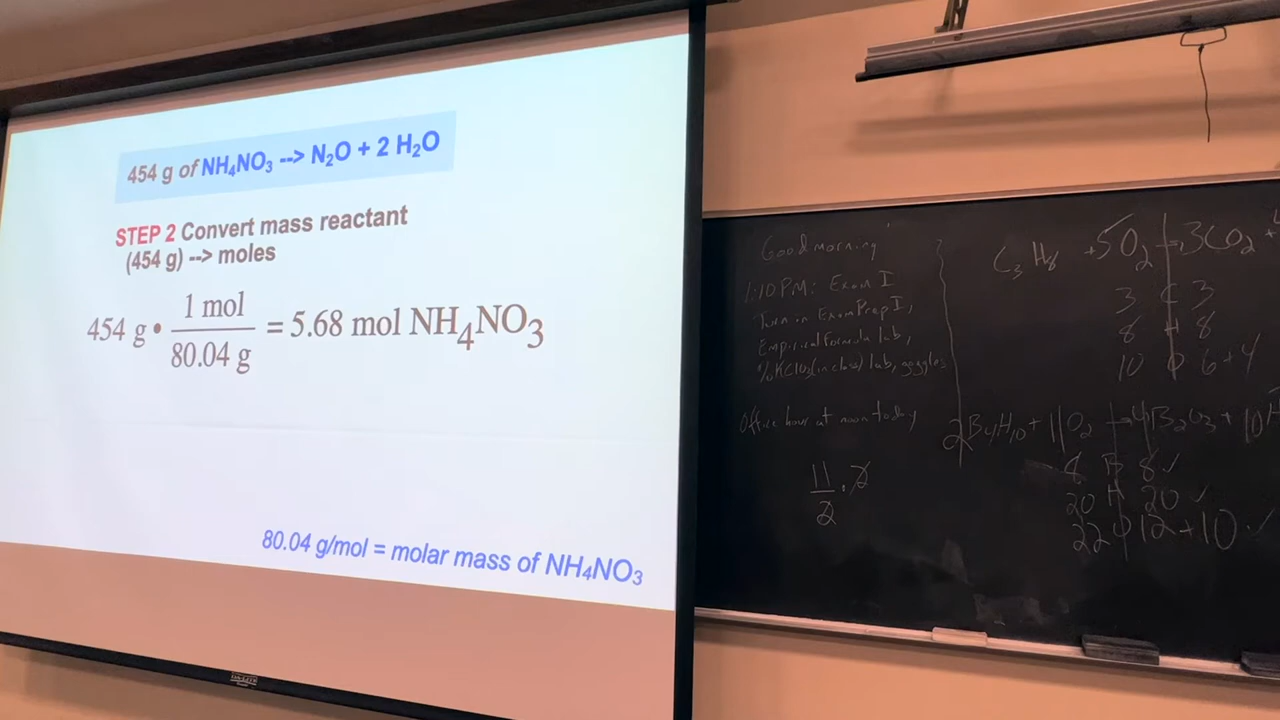 454 g of NH₄NO₃ --> N₂O + 2 H₂O
STEP 2 Convert mass reactant
(454 g) --> moles
454 g • 1 mol / 80.04 g = 5.68 mol NH₄NO₃
80.04 g/mol = molar mass of NH₄NO₃
Good morning
1:10 PM: Exam I
Turn in Exam Prep I,
Empirical Formula lab,
% KClO₃ (in class) lab, goggles
Office hour at noon today
11/2 · 2
C₃H₈ + 5O₂ → 3CO₂ +
3 C 3
8 H 8
10 O 6+4
2B₄H₁₀ + 11O₂ → 4B₂O₃ + 10H
8 B 8 ✓
20 H 20 ✓
22 O 12+10 ✓